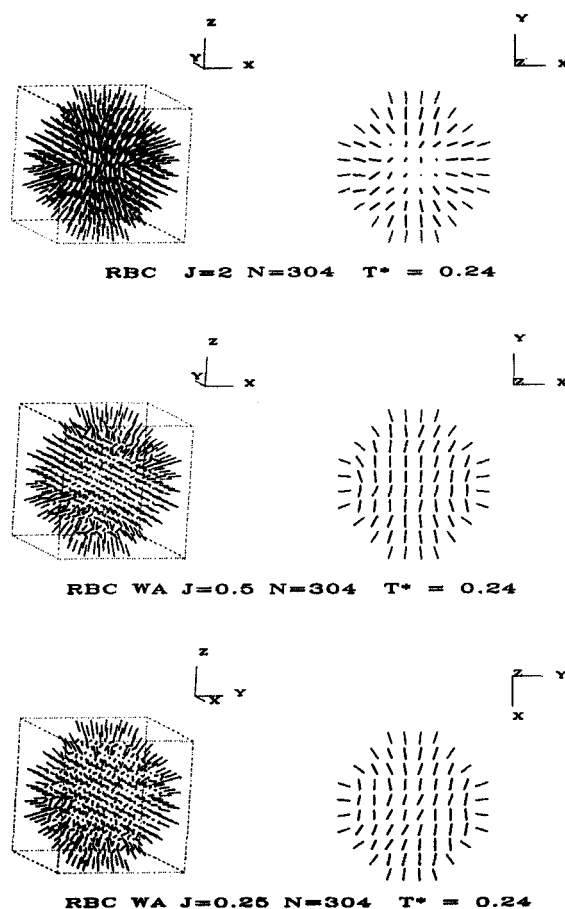 Z
Y X
Y
Z X
RBC J=2 N=304 T* = 0.24
Z
Y X
Y
Z X
RBC WA J=0.5 N=304 T* = 0.24
Z
X Y
Z Y
X
RBC WA J=0.25 N=304 T* = 0.24